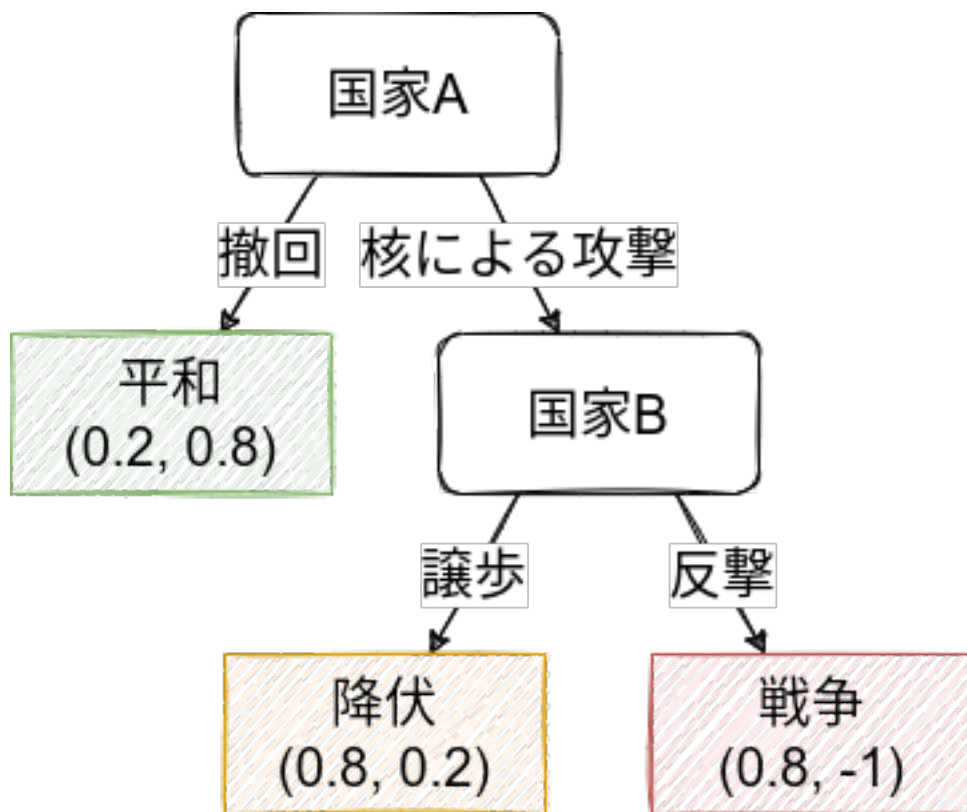 国家A
撤回
核による攻撃
平和
(0.2, 0.8)
国家B
譲歩
反撃
降伏
(0.8, 0.2)
戦争
(0.8, -1)